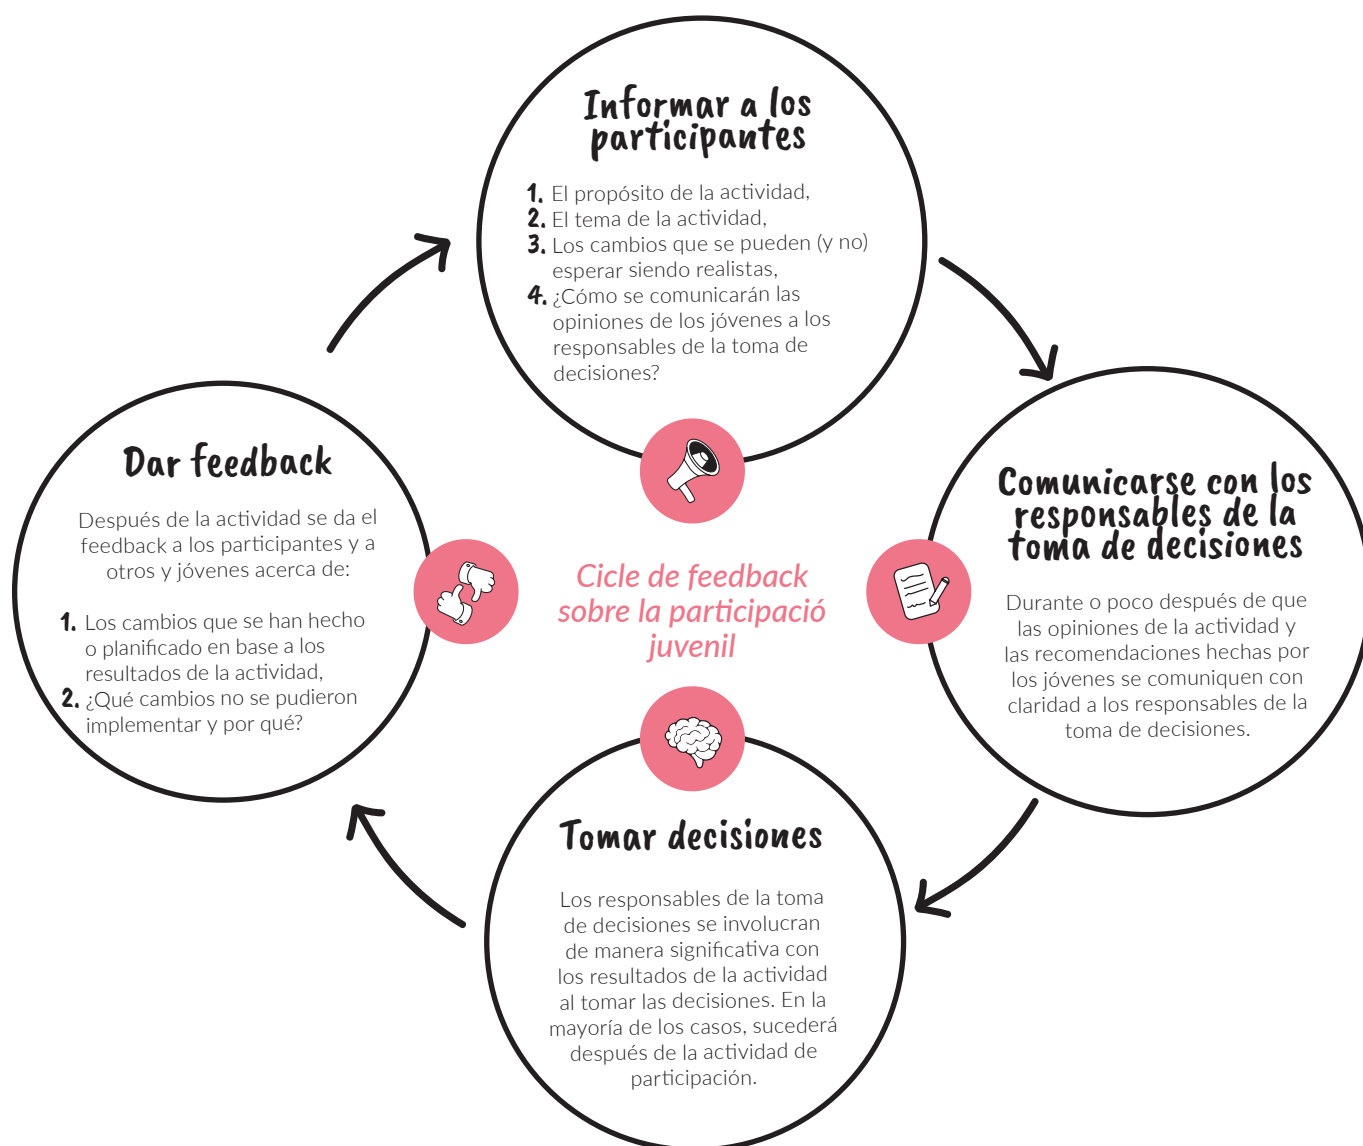 Informar a los
participantes
1. El propósito de la actividad,
2. El tema de la actividad,
3. Los cambios que se pueden (y no)
esperar siendo realistas,
4. ¿Cómo se comunicarán las
opiniones de los jóvenes a los
responsables de la toma de
decisiones?
Comunicarse con los
responsables de la
toma de decisiones
Durante o poco después de que
las opiniones de la actividad y
las recomendaciones hechas por
los jóvenes se comuniquen con
claridad a los responsables de la
toma de decisiones.
Tomar decisiones
Los responsables de la toma
de decisiones se involucran
de manera significativa con
los resultados de la actividad
al tomar las decisiones. En la
mayoría de los casos, sucederá
después de la actividad de
participación.
Dar feedback
Después de la actividad se da el
feedback a los participantes y a
otros y jóvenes acerca de:
1. Los cambios que se han hecho
o planificado en base a los
resultados de la actividad,
2. ¿Qué cambios no se pudieron
implementar y por qué?
Cicle de feedback
sobre la participació
juvenil